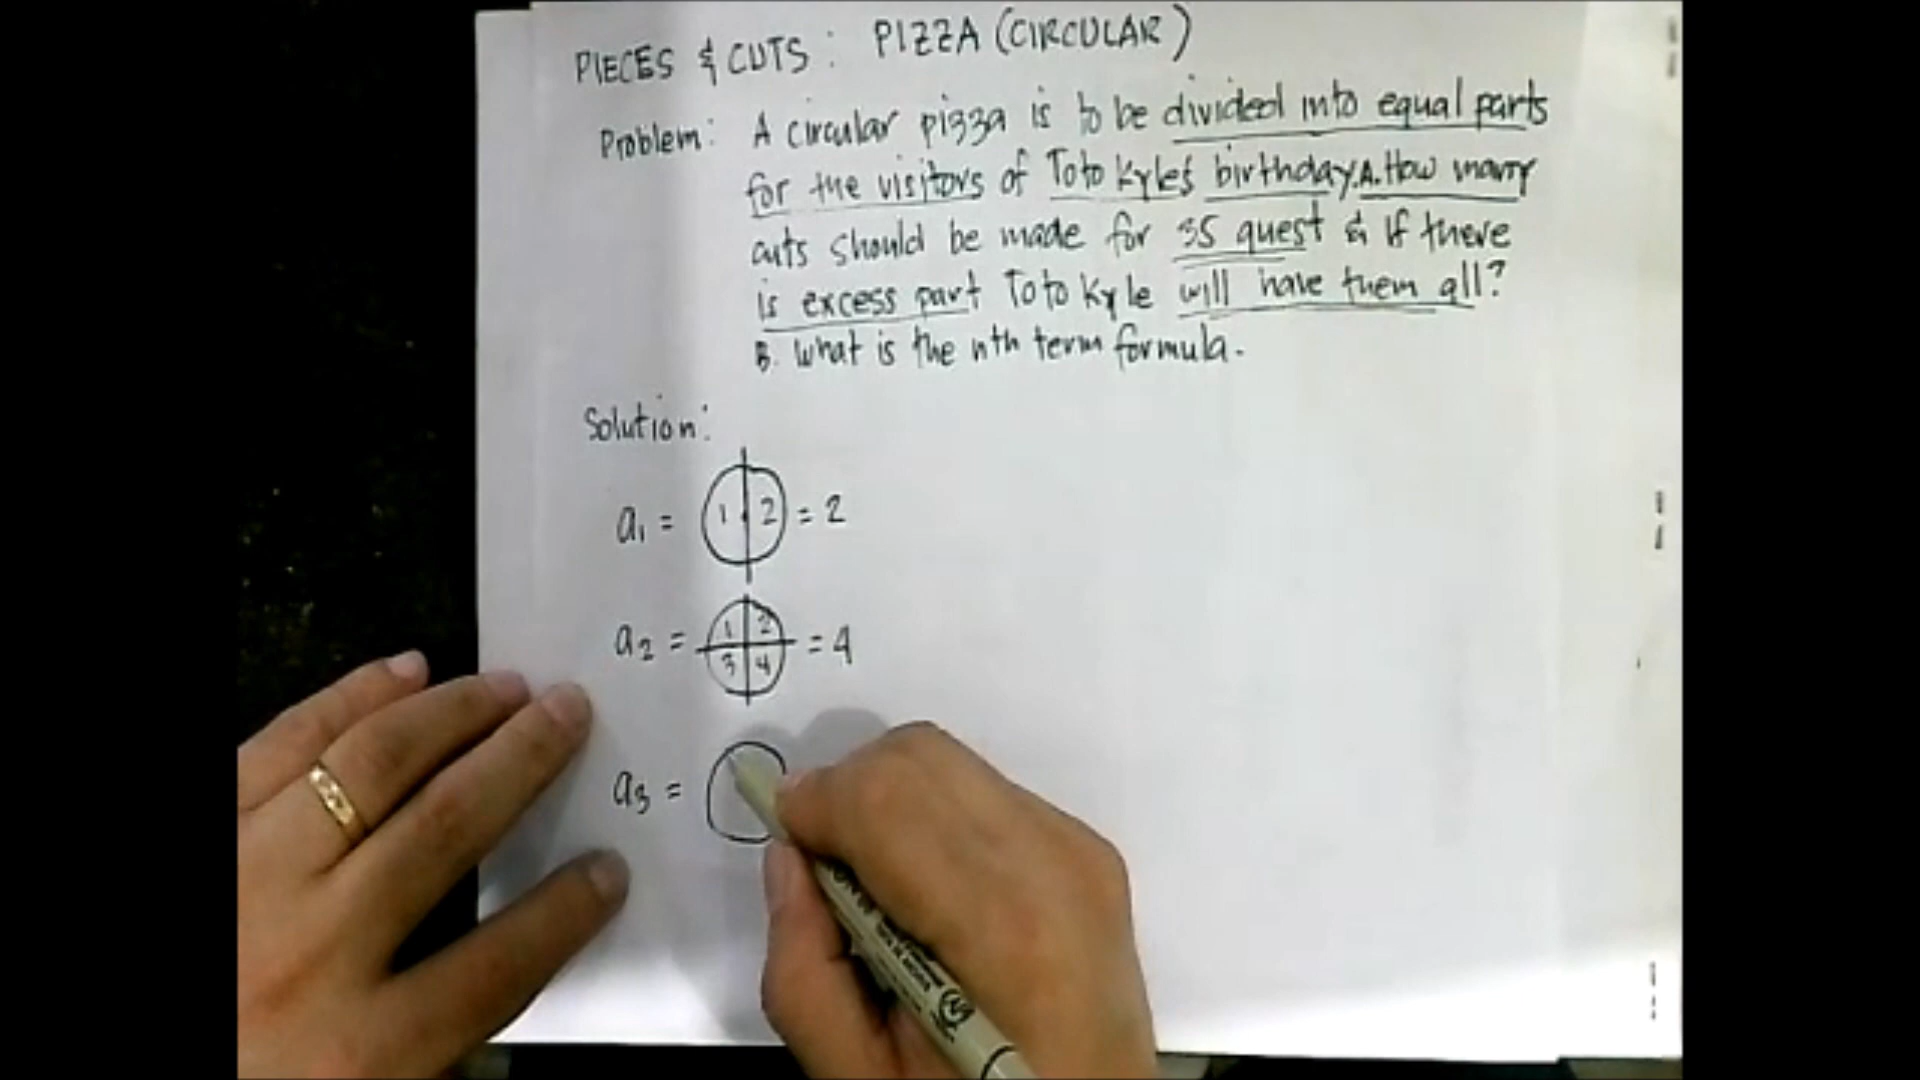 PIECES & CUTS: PIZZA (CIRCULAR)
Problem: A circular pizza is to be divided into equal parts
for the visitors of Toto Kyle's birthday. A. How many
cuts should be made for 35 guest & if there
is excess part Toto Kyle will have them all?
B. What is the nth term formula.
Solution:
a1 = 1 2 = 2
a2 = 1 2 3 4 = 4
a3 =